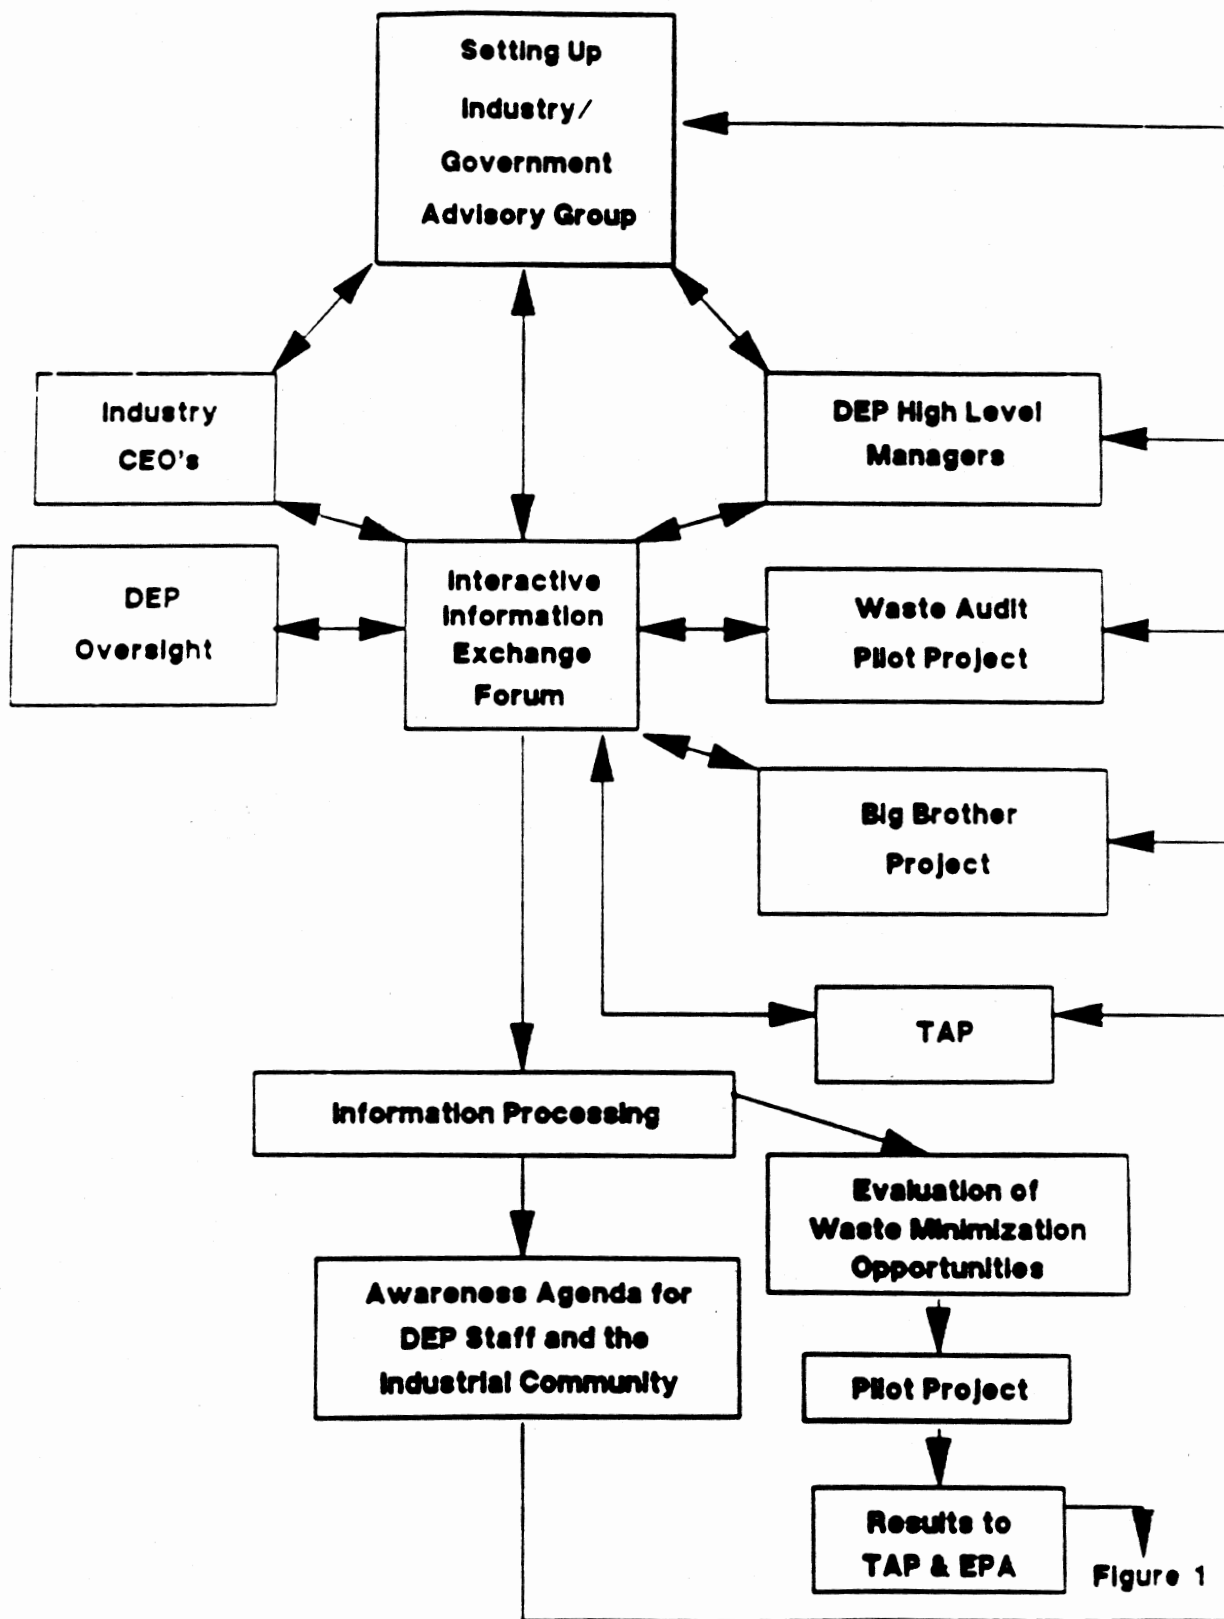 Setting Up
Industry/
Government
Advisory Group
Industry
CEO's
DEP High Level
Managers
DEP
Oversight
Interactive
Information
Exchange
Forum
Waste Audit
Pilot Project
Big Brother
Project
TAP
Information Processing
Evaluation of
Waste Minimization
Opportunities
Awareness Agenda for
DEP Staff and the
Industrial Community
Pilot Project
Results to
TAP & EPA
Figure 1